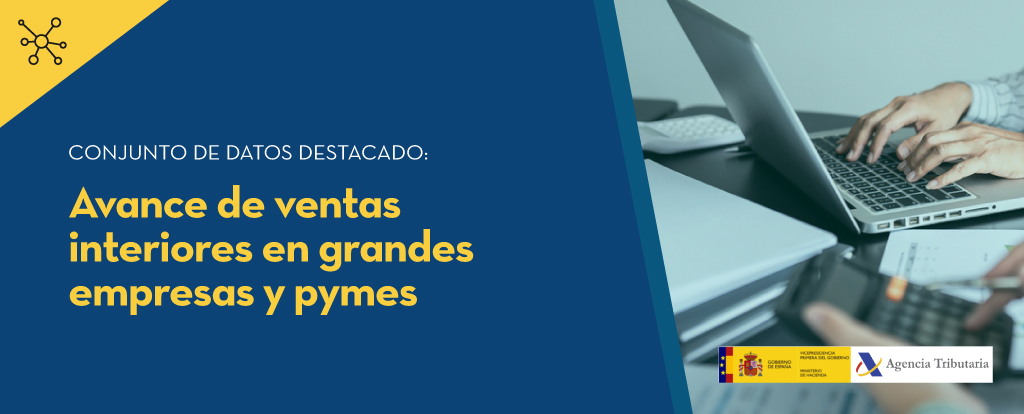 CONJUNTO DE DATOS DESTACADO:
Avance de ventas
interiores en grandes
empresas y pymes
GOBIERNO
DE ESPAÑA
VICEPRESIDENCIA
PRIMERA DEL GOBIERNO
MINISTERIO
DE HACIENDA
Agencia Tributaria